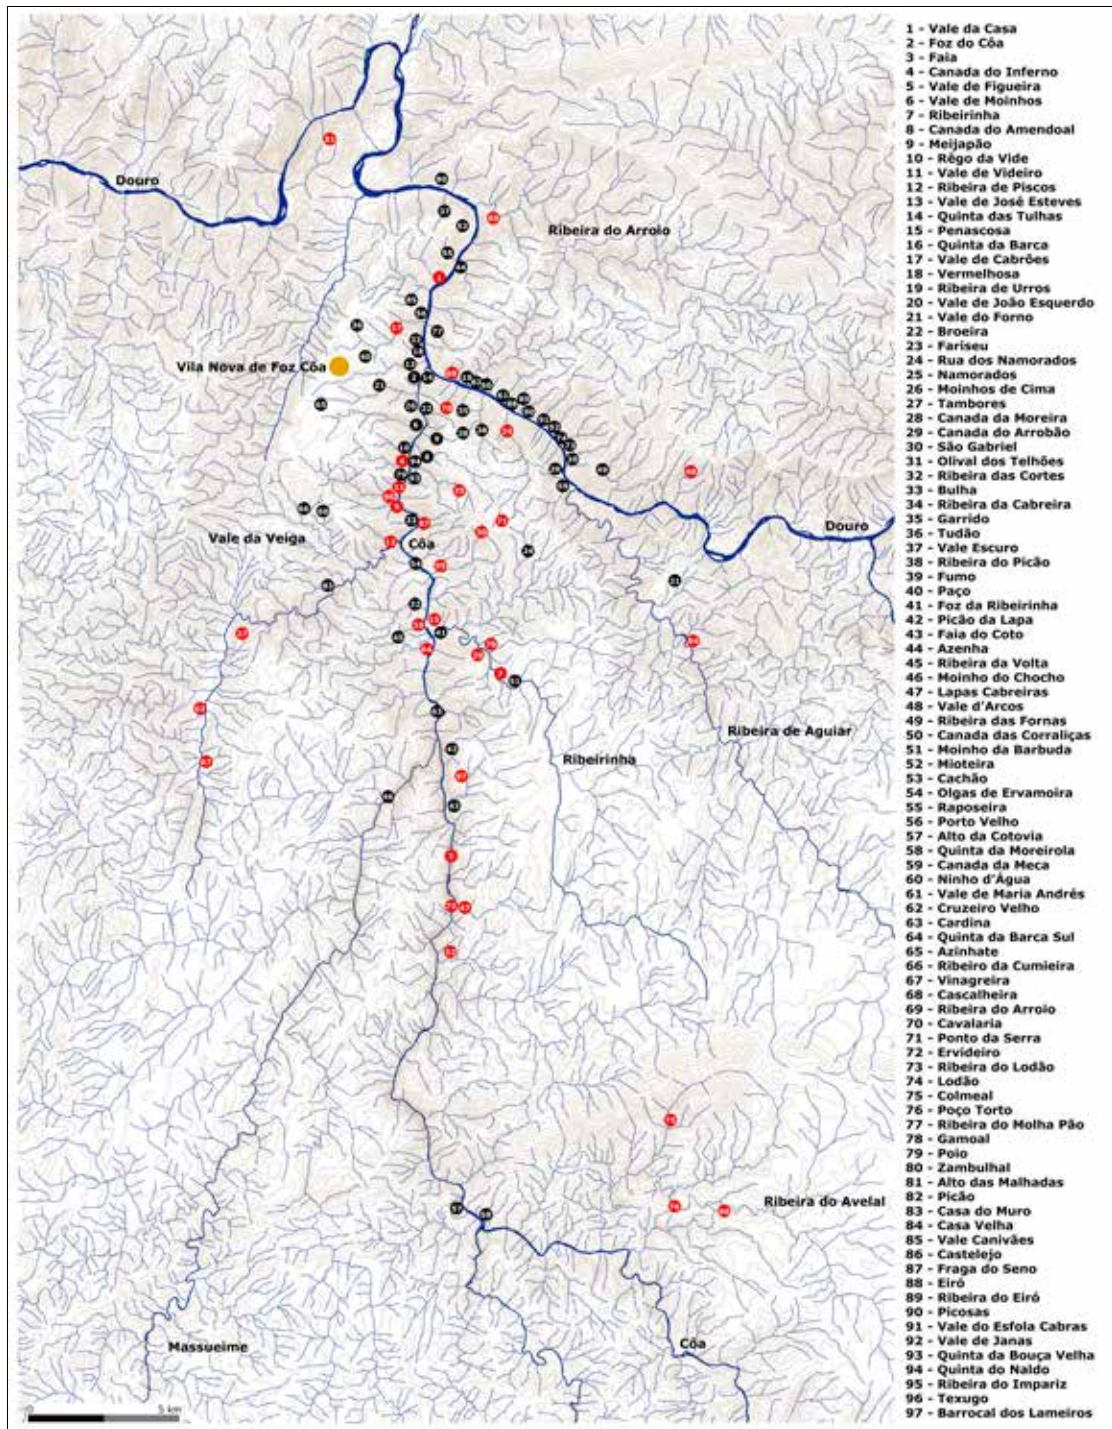 Douro
Ribeira do Arroio
Vila Nova de Foz Côa
Vale da Veiga
Côa
Douro
Ribeira de Aguiar
Ribeirinha
Ribeira do Avelal
Massueime
Côa
0 5 km
1 - Vale da Casa
2 - Foz do Côa
3 - Faia
4 - Canada do Inferno
5 - Vale de Figueira
6 - Vale de Moinhos
7 - Ribeirinha
8 - Canada do Amendoal
9 - Meijapão
10 - Rêgo da Vide
11 - Vale de Videiro
12 - Ribeira de Piscos
13 - Vale de José Esteves
14 - Quinta das Tulhas
15 - Penascosa
16 - Quinta da Barca
17 - Vale de Cabrões
18 - Vermelhosa
19 - Ribeira de Urros
20 - Vale de João Esquerdo
21 - Vale do Forno
22 - Broeira
23 - Fariseu
24 - Rua dos Namorados
25 - Namorados
26 - Moinhos de Cima
27 - Tambores
28 - Canada da Moreira
29 - Canada do Arrobão
30 - São Gabriel
31 - Olival dos Telhões
32 - Ribeira das Cortes
33 - Bulha
34 - Ribeira da Cabreira
35 - Garrido
36 - Tudão
37 - Vale Escuro
38 - Ribeira do Picão
39 - Fumo
40 - Paço
41 - Foz da Ribeirinha
42 - Picão da Lapa
43 - Faia do Coto
44 - Azenha
45 - Ribeira da Volta
46 - Moinho do Chocho
47 - Lapas Cabreiras
48 - Vale d'Arcos
49 - Ribeira das Fornas
50 - Canada das Corraliças
51 - Moinho da Barbuda
52 - Mioteira
53 - Cachão
54 - Olgas de Ervamoira
55 - Raposeira
56 - Porto Velho
57 - Alto da Cotovia
58 - Quinta da Moreirola
59 - Canada da Meca
60 - Ninho d'Água
61 - Vale de Maria Andrés
62 - Cruzeiro Velho
63 - Cardina
64 - Quinta da Barca Sul
65 - Azinhate
66 - Ribeiro da Cumieira
67 - Vinagreira
68 - Cascalheira
69 - Ribeira do Arroio
70 - Cavalaria
71 - Ponto da Serra
72 - Ervideiro
73 - Ribeira do Lodão
74 - Lodão
75 - Colmeal
76 - Poço Torto
77 - Ribeira do Molha Pão
78 - Gamoal
79 - Poio
80 - Zambulhal
81 - Alto das Malhadas
82 - Picão
83 - Casa do Muro
84 - Casa Velha
85 - Vale Canivães
86 - Castelejo
87 - Fraga do Seno
88 - Eiró
89 - Ribeira do Eiró
90 - Picosas
91 - Vale do Esfola Cabras
92 - Vale de Janas
93 - Quinta da Bouça Velha
94 - Quinta do Naldo
95 - Ribeira do Impariz
96 - Texugo
97 - Barrocal dos Lameiros